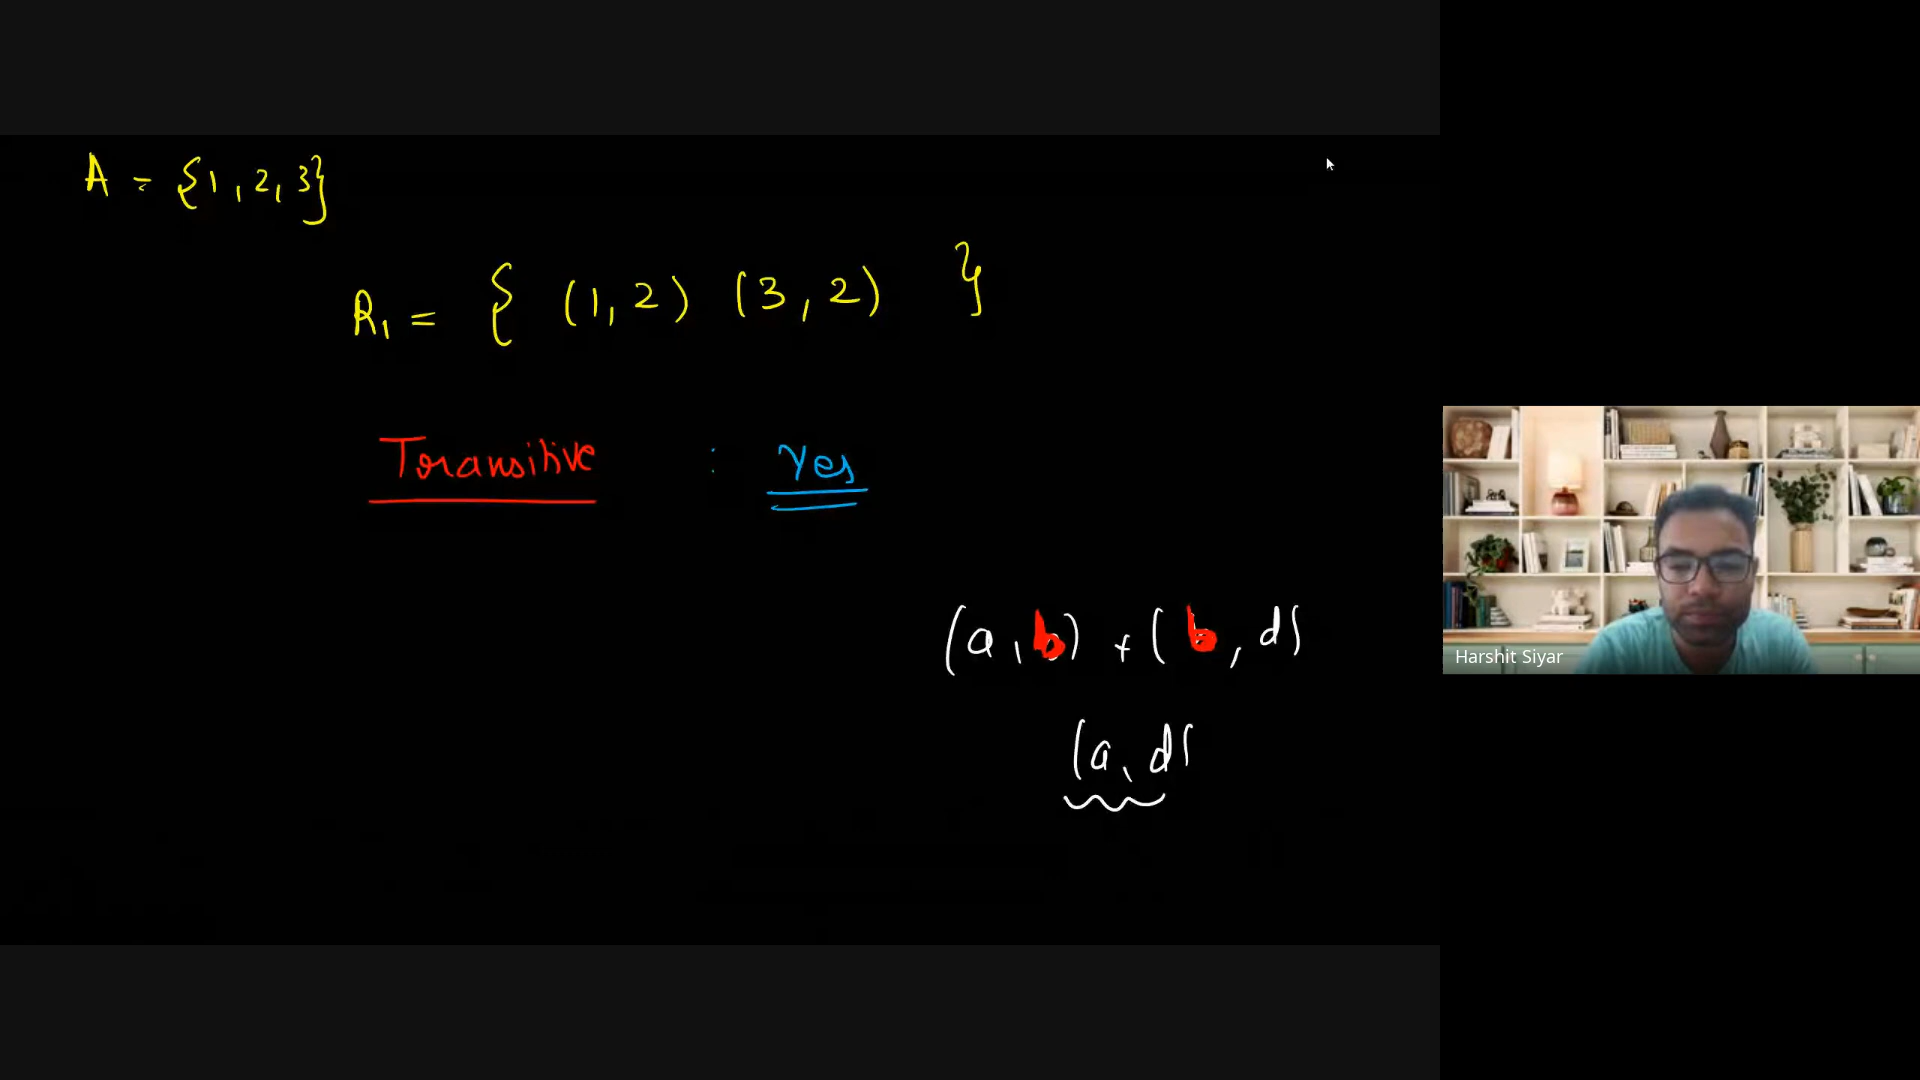 A = {1, 2, 3}
R₁ = { (1, 2) (3, 2) }
Transitive : Yes
(a, b) + (b, d)
(a, d)
Harshit Siyar